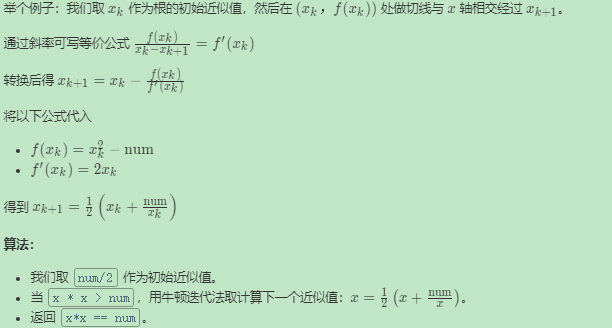 举个例子：我们取 $x_k$ 作为根的初始近似值，然后在 $(x_k，f(x_k))$ 处做切线与 $x$ 轴相交经过 $x_{k+1}$。
通过斜率可写等价公式 $\frac{f(x_k)}{x_k-x_{k+1}} = f'(x_k)$
转换后得 $x_{k+1} = x_k - \frac{f(x_k)}{f'(x_k)}$
将以下公式代入
• $f(x_k) = x_k^2 - \text{num}$
• $f'(x_k) = 2x_k$
得到 $x_{k+1} = \frac{1}{2}\left(x_k + \frac{\text{num}}{x_k}\right)$
算法：
• 我们取 num/2 作为初始近似值。
• 当 x * x > num，用牛顿迭代法取计算下一个近似值：$x = \frac{1}{2}\left(x + \frac{\text{num}}{x}\right)$。
• 返回 x*x == num。